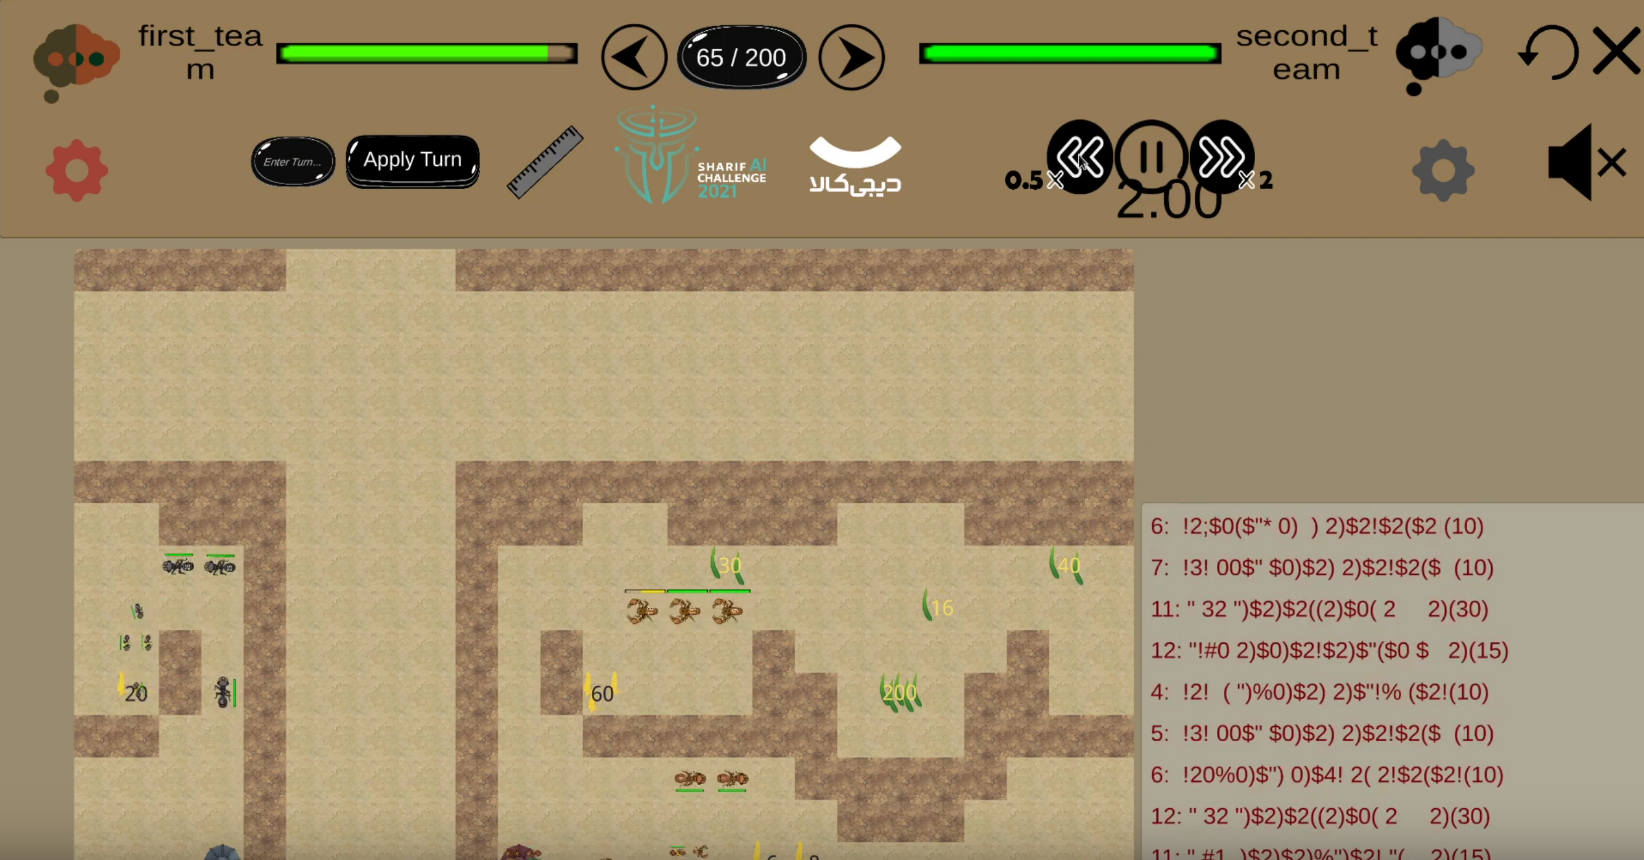 first_tea
m
65 / 200
second_t
eam
Enter Turn...
Apply Turn
SHARIF AI
CHALLENGE
2021
دیجی‌کالا
0.5×
×2
2.00
30
40
16
20
60
200
6:  !2;$0($"* 0)  ) 2)$2!$2($2 (10)
7:  !3! 00$" $0)$2) 2)$2!$2($  (10)
11: " 32 ")$2)$2((2)$0( 2     2)(30)
12: "!#0 2)$0)$2!$2)$"($0 $   2)(15)
4:  !2!  ( ")%0)$2) 2)$"!% ($2!(10)
5:  !3! 00$" $0)$2) 2)$2!$2($  (10)
6:  !20%0)$") 0)$4! 2( 2!$2($2!(10)
12: " 32 ")$2)$2((2)$0( 2     2)(30)